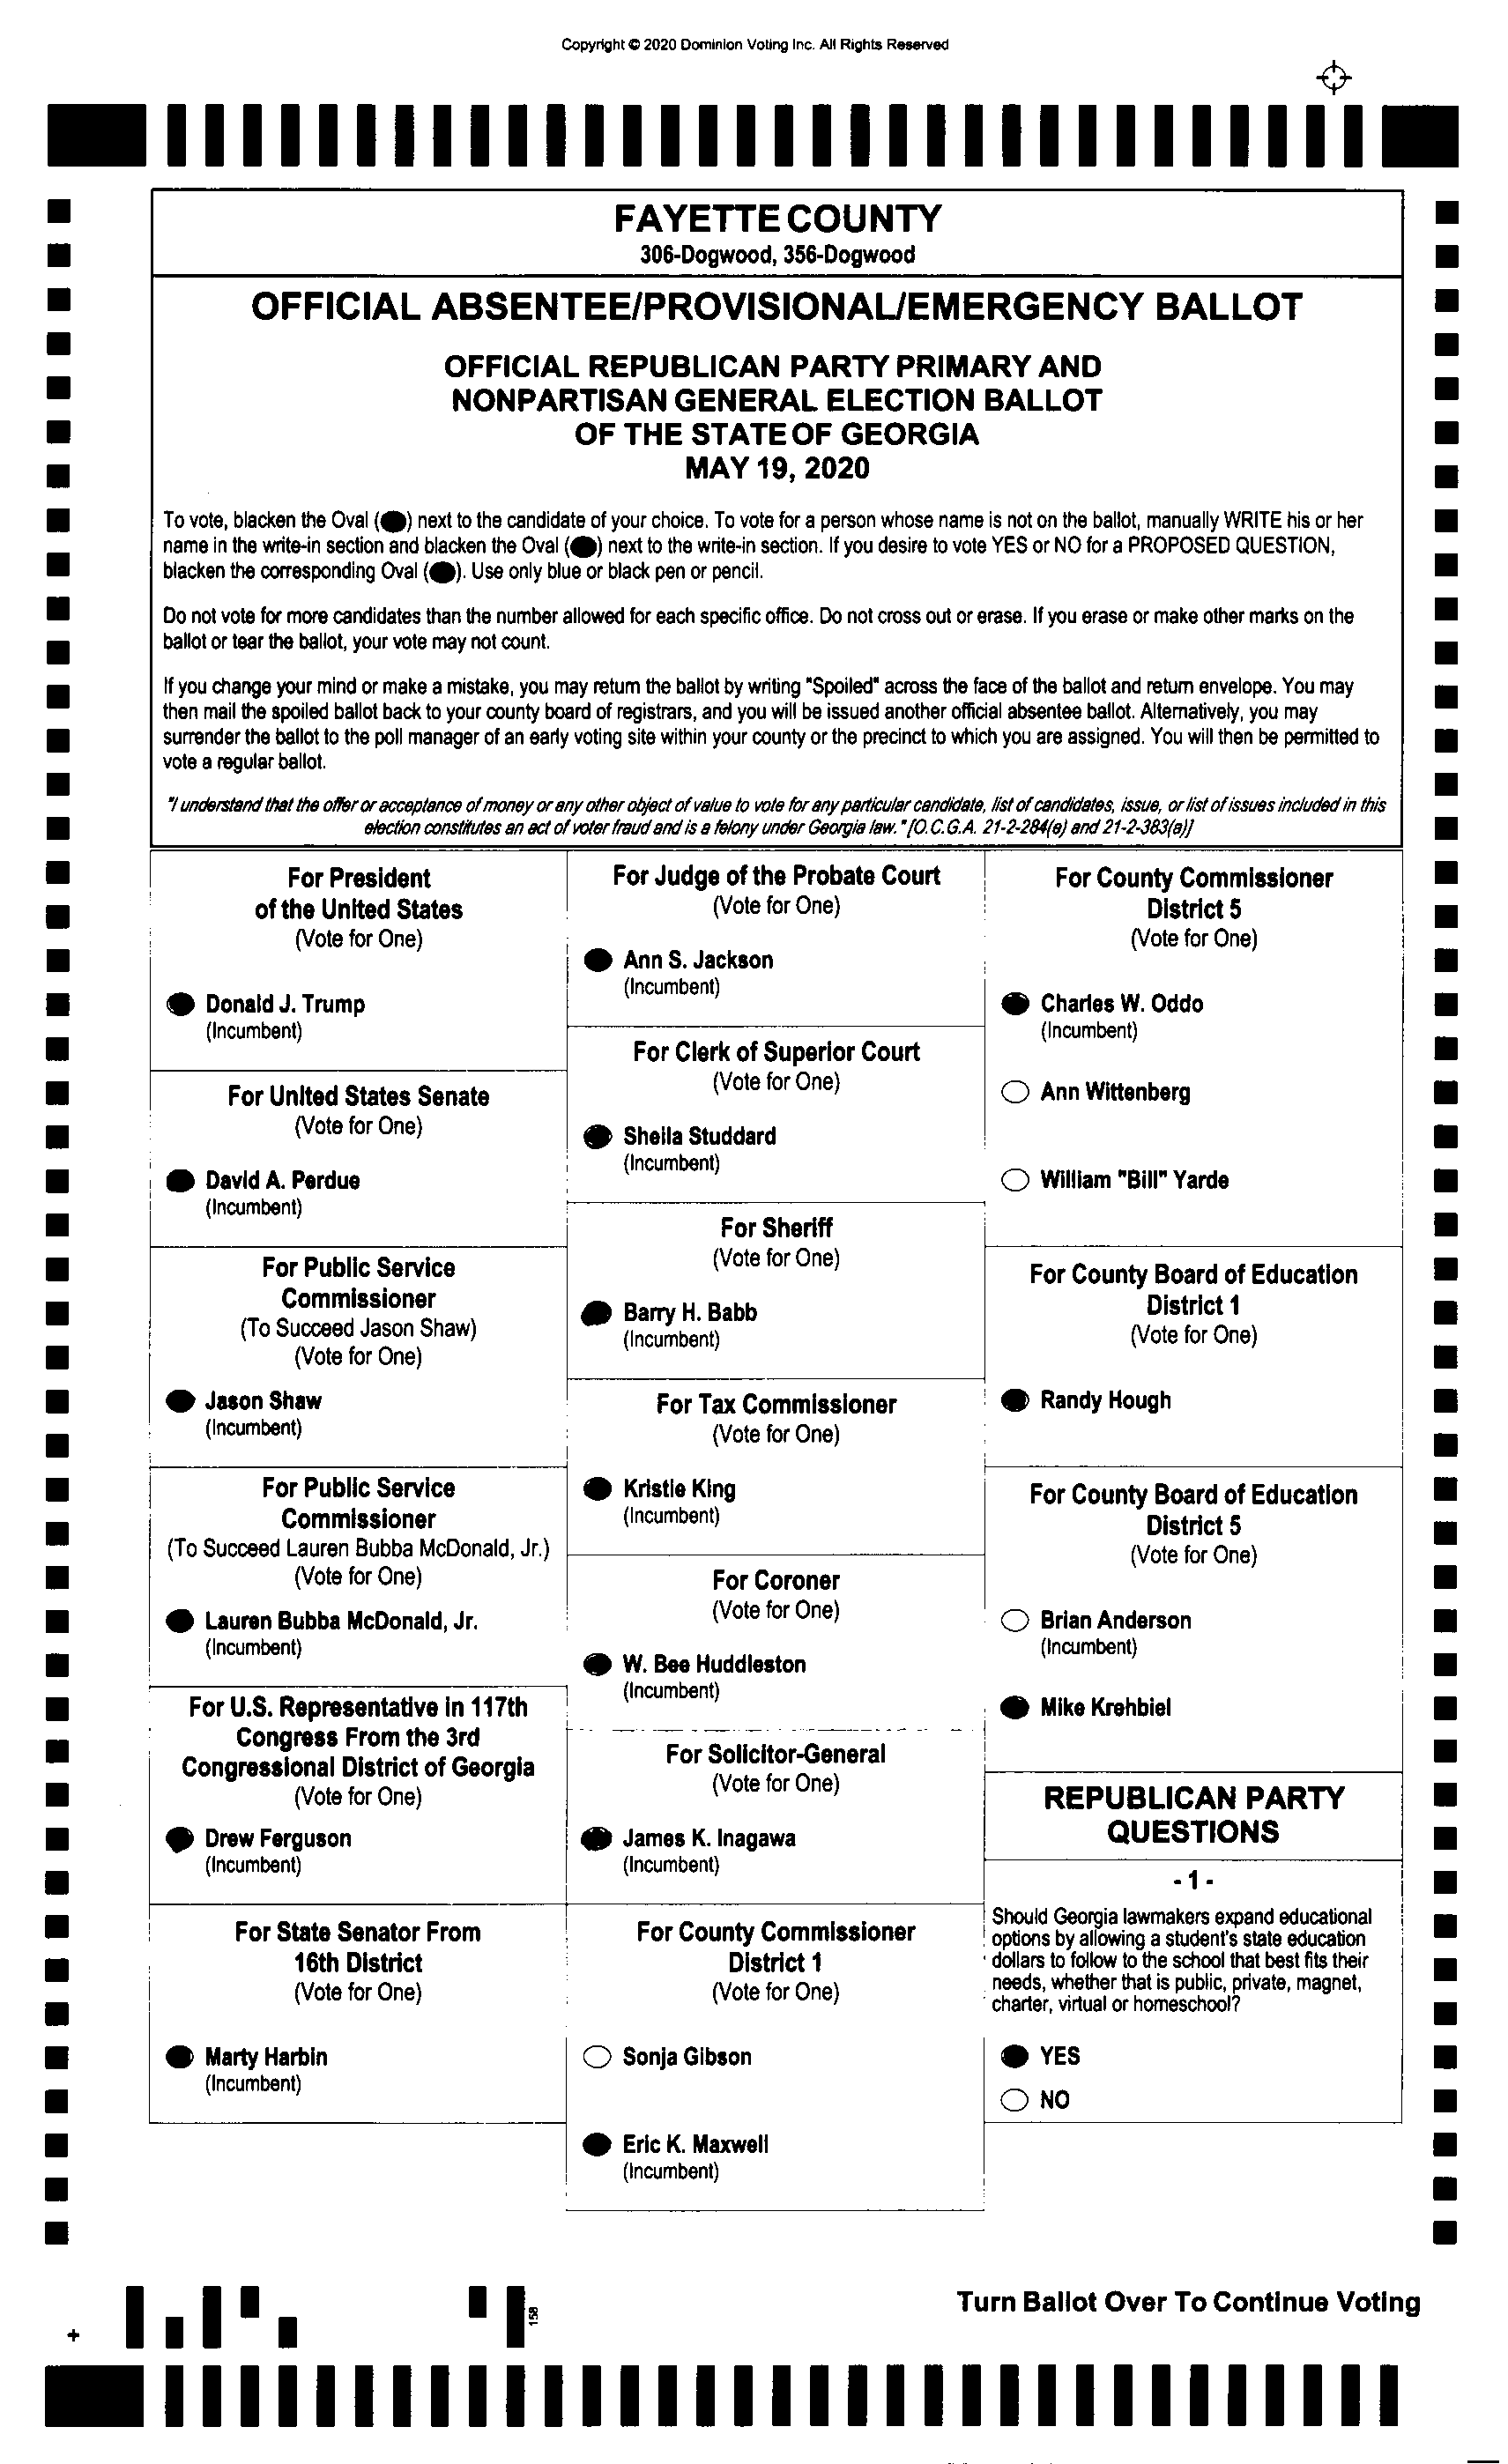 Copyright © 2020 Dominion Voting Inc. All Rights Reserved
FAYETTE COUNTY
306-Dogwood, 356-Dogwood
OFFICIAL ABSENTEE/PROVISIONAL/EMERGENCY BALLOT
OFFICIAL REPUBLICAN PARTY PRIMARY AND
NONPARTISAN GENERAL ELECTION BALLOT
OF THE STATE OF GEORGIA
MAY 19, 2020
To vote, blacken the Oval (●) next to the candidate of your choice. To vote for a person whose name is not on the ballot, manually WRITE his or her
name in the write-in section and blacken the Oval (●) next to the write-in section. If you desire to vote YES or NO for a PROPOSED QUESTION,
blacken the corresponding Oval (●). Use only blue or black pen or pencil.
Do not vote for more candidates than the number allowed for each specific office. Do not cross out or erase. If you erase or make other marks on the
ballot or tear the ballot, your vote may not count.
If you change your mind or make a mistake, you may return the ballot by writing "Spoiled" across the face of the ballot and return envelope. You may
then mail the spoiled ballot back to your county board of registrars, and you will be issued another official absentee ballot. Alternatively, you may
surrender the ballot to the poll manager of an early voting site within your county or the precinct to which you are assigned. You will then be permitted to
vote a regular ballot.
"I understand that the offer or acceptance of money or any other object of value to vote for any particular candidate, list of candidates, issue, or list of issues included in this
election constitutes an act of voter fraud and is a felony under Georgia law." [O.C.G.A. 21-2-284(e) and 21-2-383(a)]
For President
of the United States
(Vote for One)
Donald J. Trump
(Incumbent)
For United States Senate
(Vote for One)
David A. Perdue
(Incumbent)
For Public Service
Commissioner
(To Succeed Jason Shaw)
(Vote for One)
Jason Shaw
(Incumbent)
For Public Service
Commissioner
(To Succeed Lauren Bubba McDonald, Jr.)
(Vote for One)
Lauren Bubba McDonald, Jr.
(Incumbent)
For U.S. Representative in 117th
Congress From the 3rd
Congressional District of Georgia
(Vote for One)
Drew Ferguson
(Incumbent)
For State Senator From
16th District
(Vote for One)
Marty Harbin
(Incumbent)
For Judge of the Probate Court
(Vote for One)
Ann S. Jackson
(Incumbent)
For Clerk of Superior Court
(Vote for One)
Sheila Studdard
(Incumbent)
For Sheriff
(Vote for One)
Barry H. Babb
(Incumbent)
For Tax Commissioner
(Vote for One)
Kristie King
(Incumbent)
For Coroner
(Vote for One)
W. Bee Huddleston
(Incumbent)
For Solicitor-General
(Vote for One)
James K. Inagawa
(Incumbent)
For County Commissioner
District 1
(Vote for One)
Sonja Gibson
Eric K. Maxwell
(Incumbent)
For County Commissioner
District 5
(Vote for One)
Charles W. Oddo
(Incumbent)
Ann Wittenberg
William "Bill" Yarde
For County Board of Education
District 1
(Vote for One)
Randy Hough
For County Board of Education
District 5
(Vote for One)
Brian Anderson
(Incumbent)
Mike Krehbiel
REPUBLICAN PARTY
QUESTIONS
- 1 -
Should Georgia lawmakers expand educational
options by allowing a student's state education
dollars to follow to the school that best fits their
needs, whether that is public, private, magnet,
charter, virtual or homeschool?
YES
NO
Turn Ballot Over To Continue Voting
158